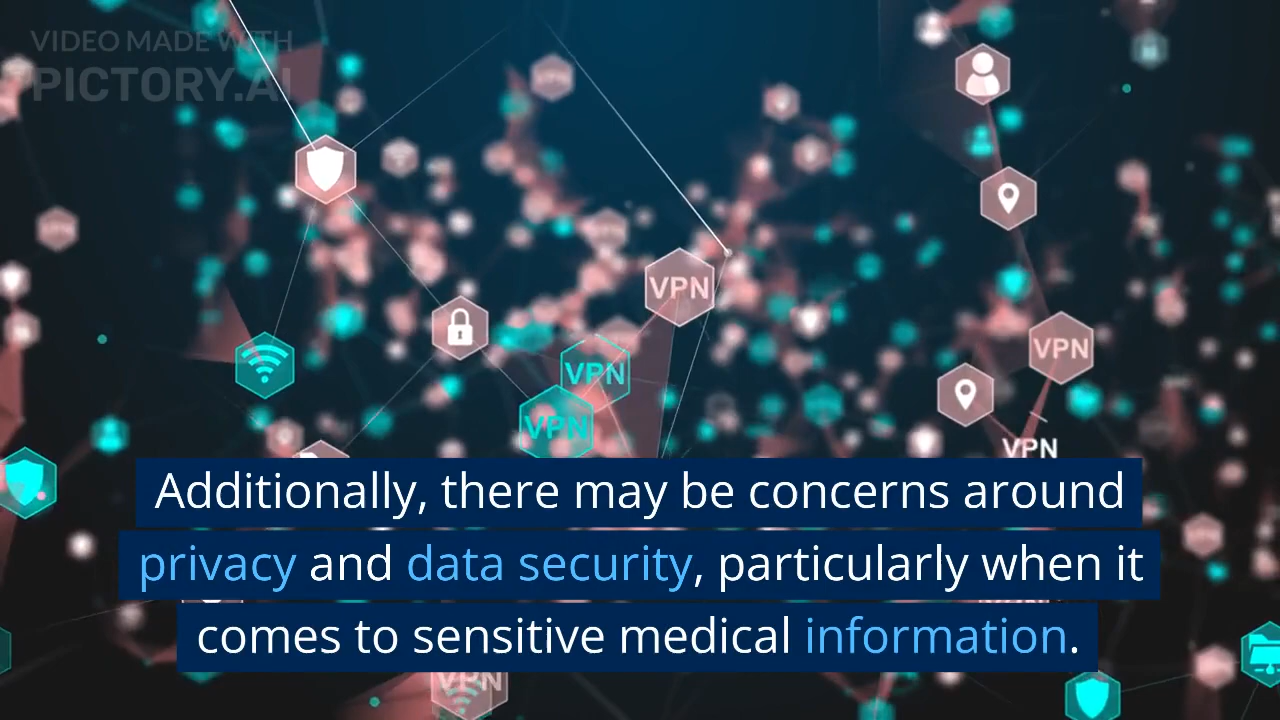 VIDEO MADE WITH
PICTORY.AI
VPN
VPN
VPN
VPN
VPN
Additionally, there may be concerns around
privacy and data security, particularly when it
comes to sensitive medical information.
VPN